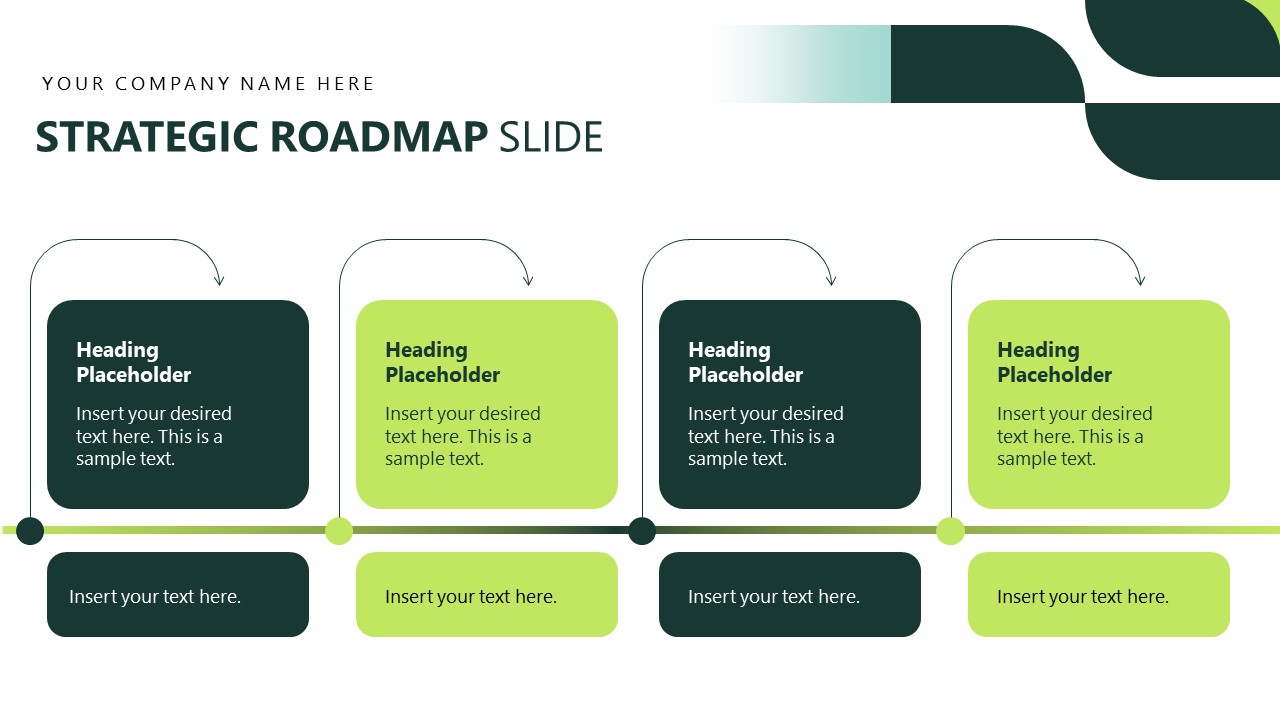 YOUR COMPANY NAME HERE
STRATEGIC ROADMAP SLIDE
Heading
Placeholder
Insert your desired
text here. This is a
sample text.
Heading
Placeholder
Insert your desired
text here. This is a
sample text.
Heading
Placeholder
Insert your desired
text here. This is a
sample text.
Heading
Placeholder
Insert your desired
text here. This is a
sample text.
Insert your text here.
Insert your text here.
Insert your text here.
Insert your text here.